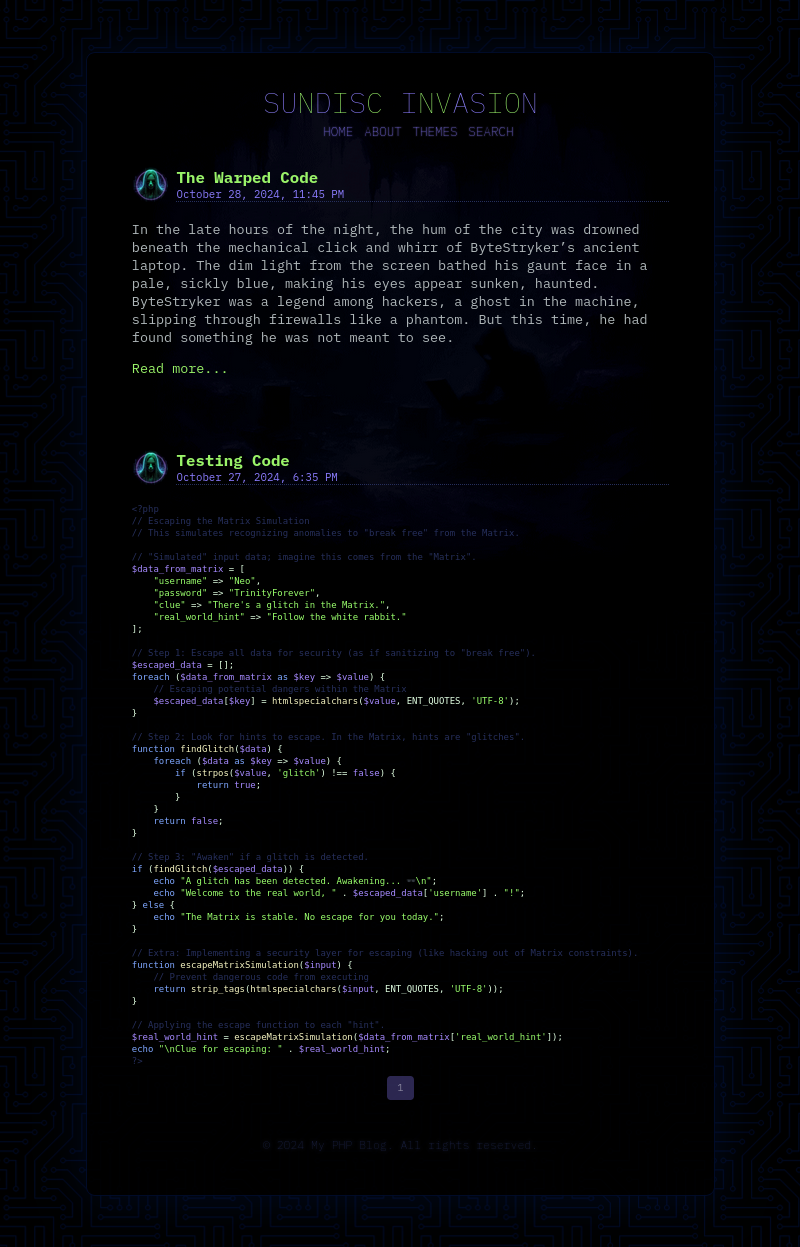 SUNDISC INVASION
HOME ABOUT THEMES SEARCH
The Warped Code
October 28, 2024, 11:45 PM
In the late hours of the night, the hum of the city was drowned
beneath the mechanical click and whirr of ByteStryker’s ancient
laptop. The dim light from the screen bathed his gaunt face in a
pale, sickly blue, making his eyes appear sunken, haunted.
ByteStryker was a legend among hackers, a ghost in the machine,
slipping through firewalls like a phantom. But this time, he had
found something he was not meant to see.
Read more...
Testing Code
October 27, 2024, 6:35 PM
<?php
// Escaping the Matrix Simulation
// This simulates recognizing anomalies to "break free" from the Matrix.
// "Simulated" input data; imagine this comes from the "Matrix".
$data_from_matrix = [
    "username" => "Neo",
    "password" => "TrinityForever",
    "clue" => "There's a glitch in the Matrix.",
    "real_world_hint" => "Follow the white rabbit."
];
// Step 1: Escape all data for security (as if sanitizing to "break free").
$escaped_data = [];
foreach ($data_from_matrix as $key => $value) {
    // Escaping potential dangers within the Matrix
    $escaped_data[$key] = htmlspecialchars($value, ENT_QUOTES, 'UTF-8');
}
// Step 2: Look for hints to escape. In the Matrix, hints are "glitches".
function findGlitch($data) {
    foreach ($data as $key => $value) {
        if (strpos($value, 'glitch') !== false) {
            return true;
        }
    }
    return false;
}
// Step 3: "Awaken" if a glitch is detected.
if (findGlitch($escaped_data)) {
    echo "A glitch has been detected. Awakening... \n";
    echo "Welcome to the real world, " . $escaped_data['username'] . "!";
} else {
    echo "The Matrix is stable. No escape for you today.";
}
// Extra: Implementing a security layer for escaping (like hacking out of Matrix constraints).
function escapeMatrixSimulation($input) {
    // Prevent dangerous code from executing
    return strip_tags(htmlspecialchars($input, ENT_QUOTES, 'UTF-8'));
}
// Applying the escape function to each "hint".
$real_world_hint = escapeMatrixSimulation($data_from_matrix['real_world_hint']);
echo "\nClue for escaping: " . $real_world_hint;
?>
1
© 2024 My PHP Blog. All rights reserved.